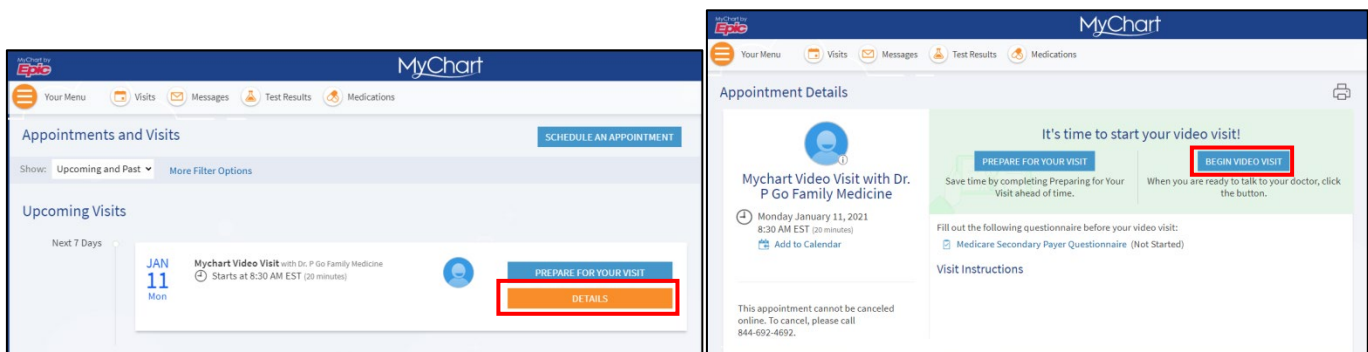 MyChart by
Epic
MyChart
Your Menu Visits Messages Test Results Medications
Appointments and Visits
SCHEDULE AN APPOINTMENT
Show: Upcoming and Past More Filter Options
Upcoming Visits
Next 7 Days
JAN
11
Mon
Mychart Video Visit with Dr. P Go Family Medicine
Starts at 8:30 AM EST (20 minutes)
PREPARE FOR YOUR VISIT
DETAILS
MyChart by
Epic
MyChart
Your Menu Visits Messages Test Results Medications
Appointment Details
Mychart Video Visit with Dr.
P Go Family Medicine
Monday January 11, 2021
8:30 AM EST (20 minutes)
Add to Calendar
This appointment cannot be canceled
online. To cancel, please call
844-692-4692.
It's time to start your video visit!
PREPARE FOR YOUR VISIT
Save time by completing Preparing for Your
Visit ahead of time.
BEGIN VIDEO VISIT
When you are ready to talk to your doctor, click
the button.
Fill out the following questionnaire before your video visit:
Medicare Secondary Payer Questionnaire (Not Started)
Visit Instructions